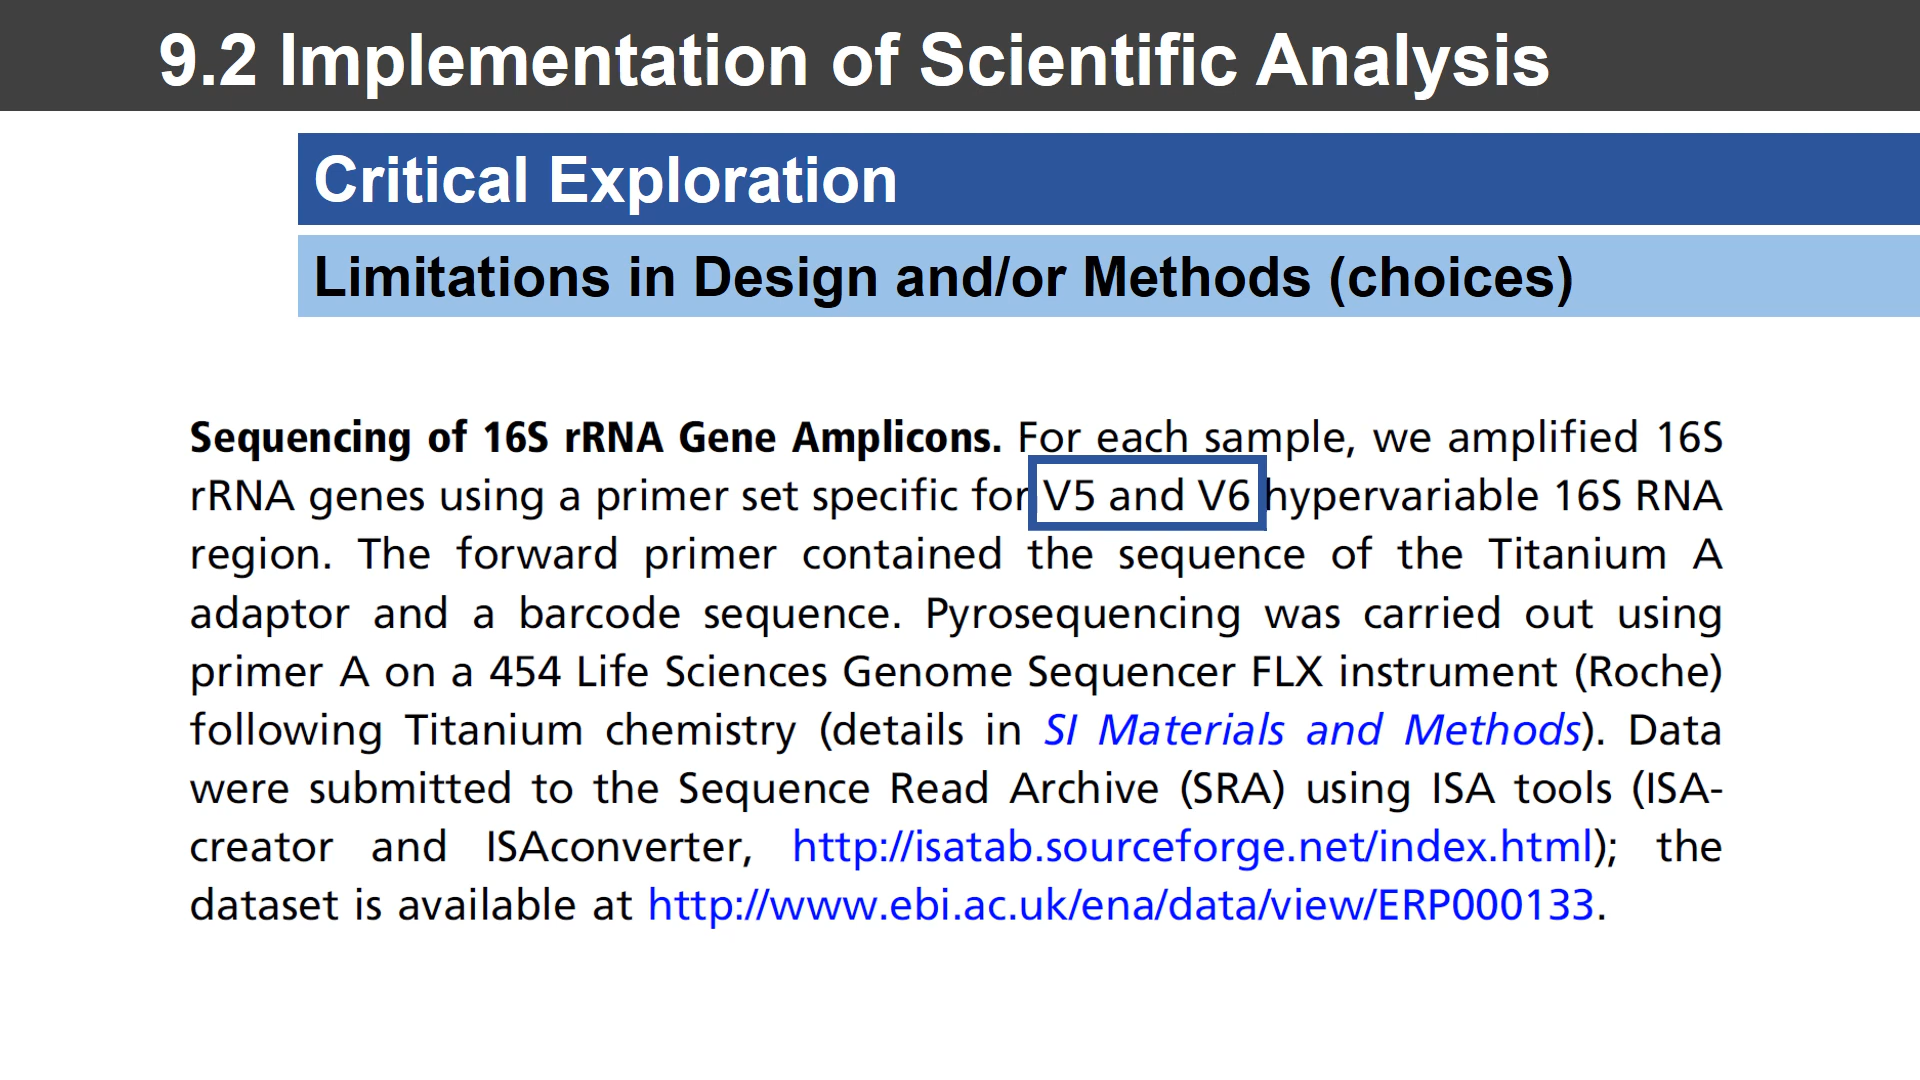 9.2 Implementation of Scientific Analysis
Critical Exploration
Limitations in Design and/or Methods (choices)
Sequencing of 16S rRNA Gene Amplicons. For each sample, we amplified 16S
rRNA genes using a primer set specific for V5 and V6 hypervariable 16S RNA
region. The forward primer contained the sequence of the Titanium A
adaptor and a barcode sequence. Pyrosequencing was carried out using
primer A on a 454 Life Sciences Genome Sequencer FLX instrument (Roche)
following Titanium chemistry (details in SI Materials and Methods). Data
were submitted to the Sequence Read Archive (SRA) using ISA tools (ISA-
creator and ISAconverter, http://isatab.sourceforge.net/index.html); the
dataset is available at http://www.ebi.ac.uk/ena/data/view/ERP000133.